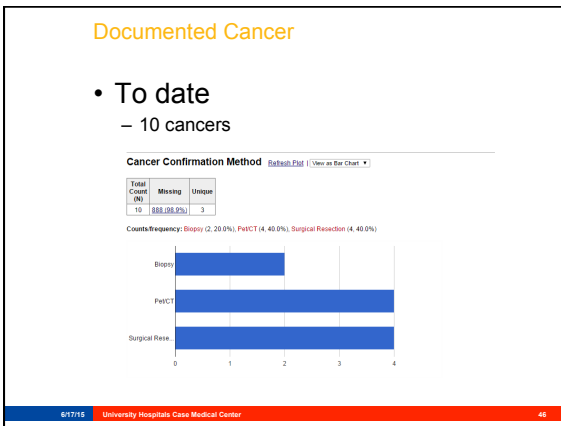 Documented Cancer
• To date
– 10 cancers
Cancer Confirmation Method Refresh Plot | View as Bar Chart ▼
Total Count (N) Missing Unique
10 888 (98.9%) 3
Counts/frequency: Biopsy (2, 20.0%), Pet/CT (4, 40.0%), Surgical Resection (4, 40.0%)
Biopsy
Pet/CT
Surgical Rese...
0 1 2 3 4
6/17/15 University Hospitals Case Medical Center 46